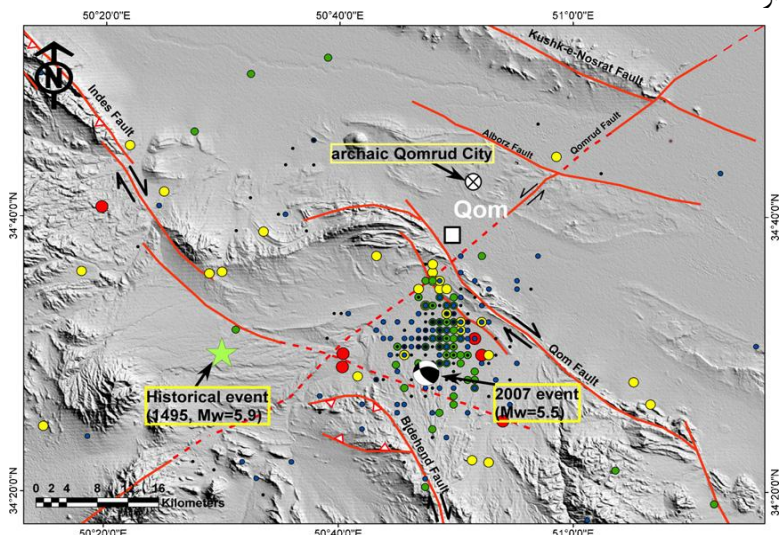 50°20'0"E
50°40'0"E
51°0'0"E
N
Indes Fault
Kushk-e-Nosrat Fault
Qomrud Fault
Alborz Fault
archaic Qomrud City
Qom
34°40'0"N
34°40'0"N
Qom Fault
Historical event
(1495, Mw=5.9)
2007 event
(Mw=5.5)
Bidehend Fault
34°20'0"N
34°20'0"N
0 2 4 8 12 16
Kilometers
50°20'0"E
50°40'0"E
51°0'0"E